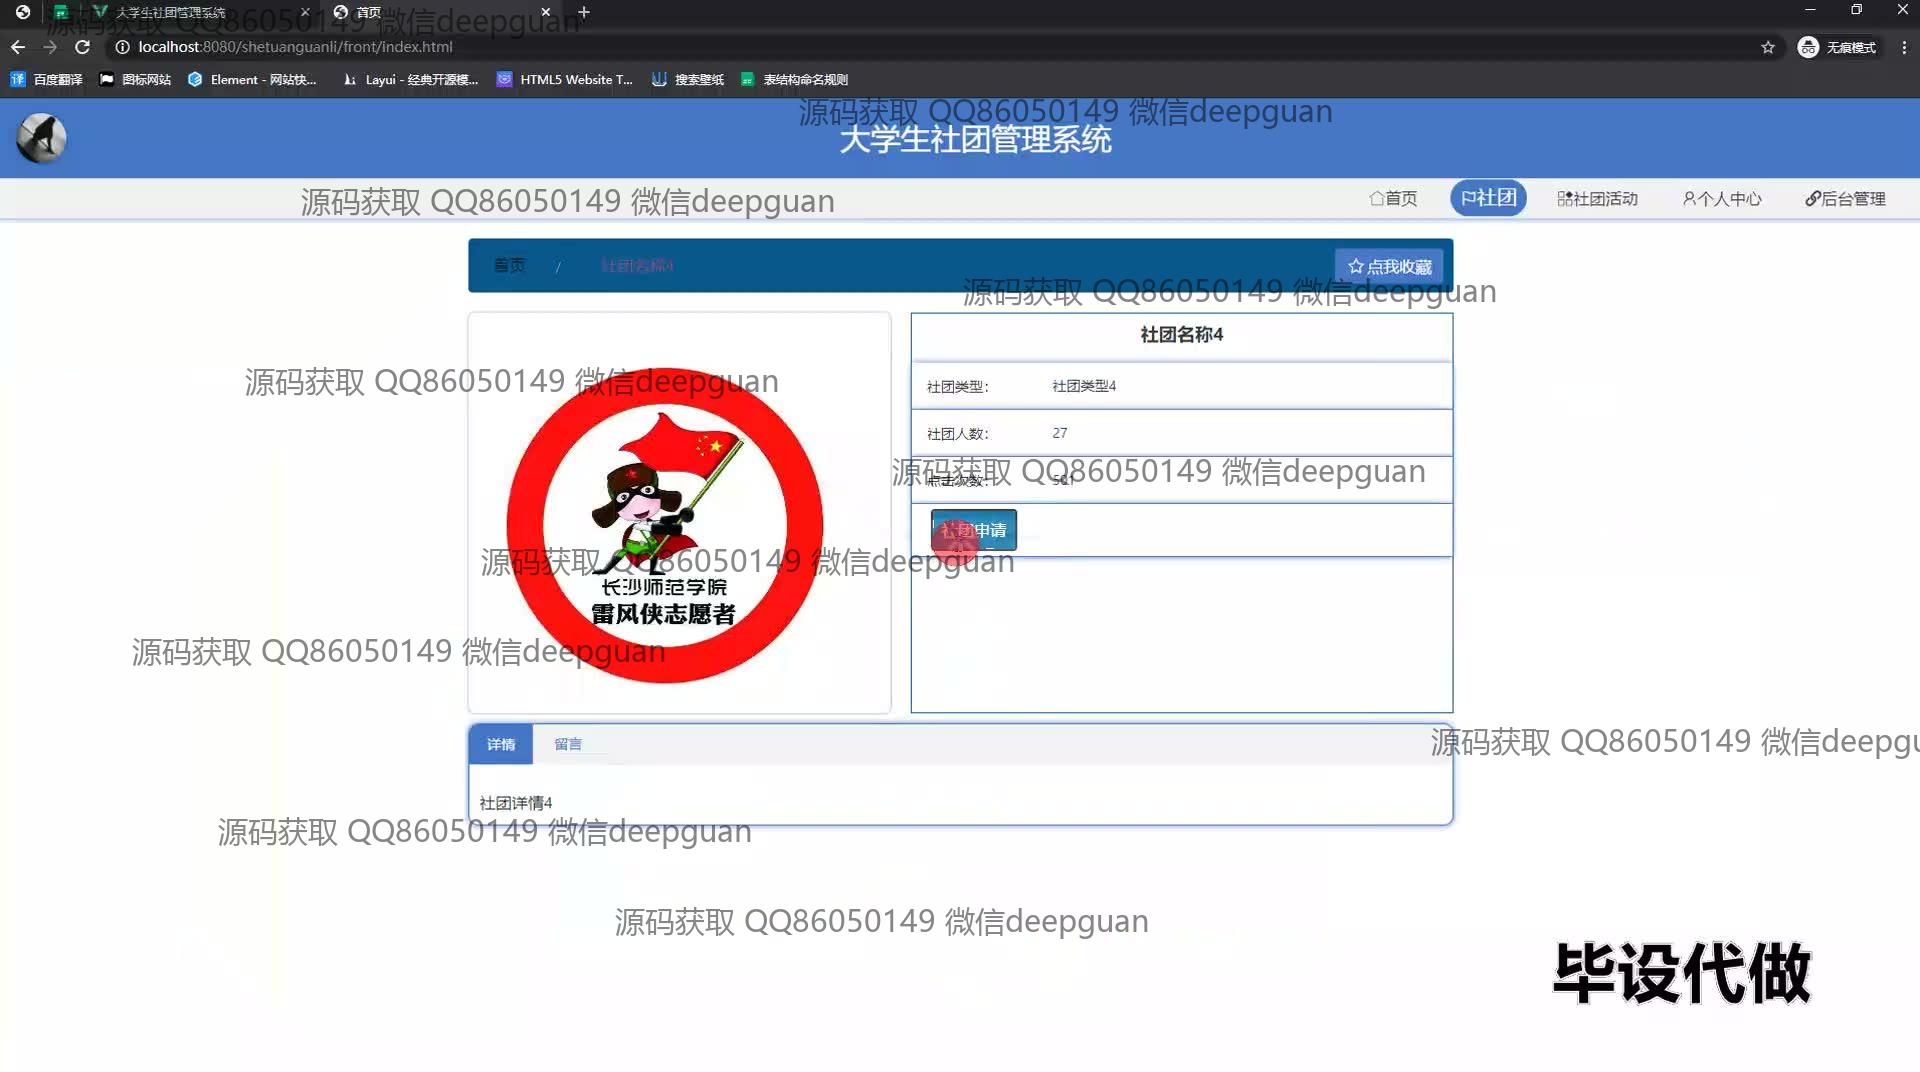 大学生社团管理系统
首页
源码获取 QQ86050149 微信deepguan
localhost:8080/shetuanguanli/front/index.html
无痕模式
百度翻译
图标网站
Element - 网站快...
Layui - 经典开源模...
HTML5 Website T...
搜索壁纸
表结构命名规则
源码获取 QQ86050149 微信deepguan
大学生社团管理系统
源码获取 QQ86050149 微信deepguan
首页
社团
社团活动
个人中心
后台管理
首页 / 社团名称4
点我收藏
源码获取 QQ86050149 微信deepguan
社团名称4
源码获取 QQ86050149 微信deepguan
社团类型： 社团类型4
社团人数： 27
源码获取 QQ86050149 微信deepguan
点击次数：
社团申请
源码获取 QQ86050149 微信deepguan
长沙师范学院
雷风侠志愿者
源码获取 QQ86050149 微信deepguan
详情
留言
源码获取 QQ86050149 微信deepgu
社团详情4
源码获取 QQ86050149 微信deepguan
源码获取 QQ86050149 微信deepguan
毕设代做